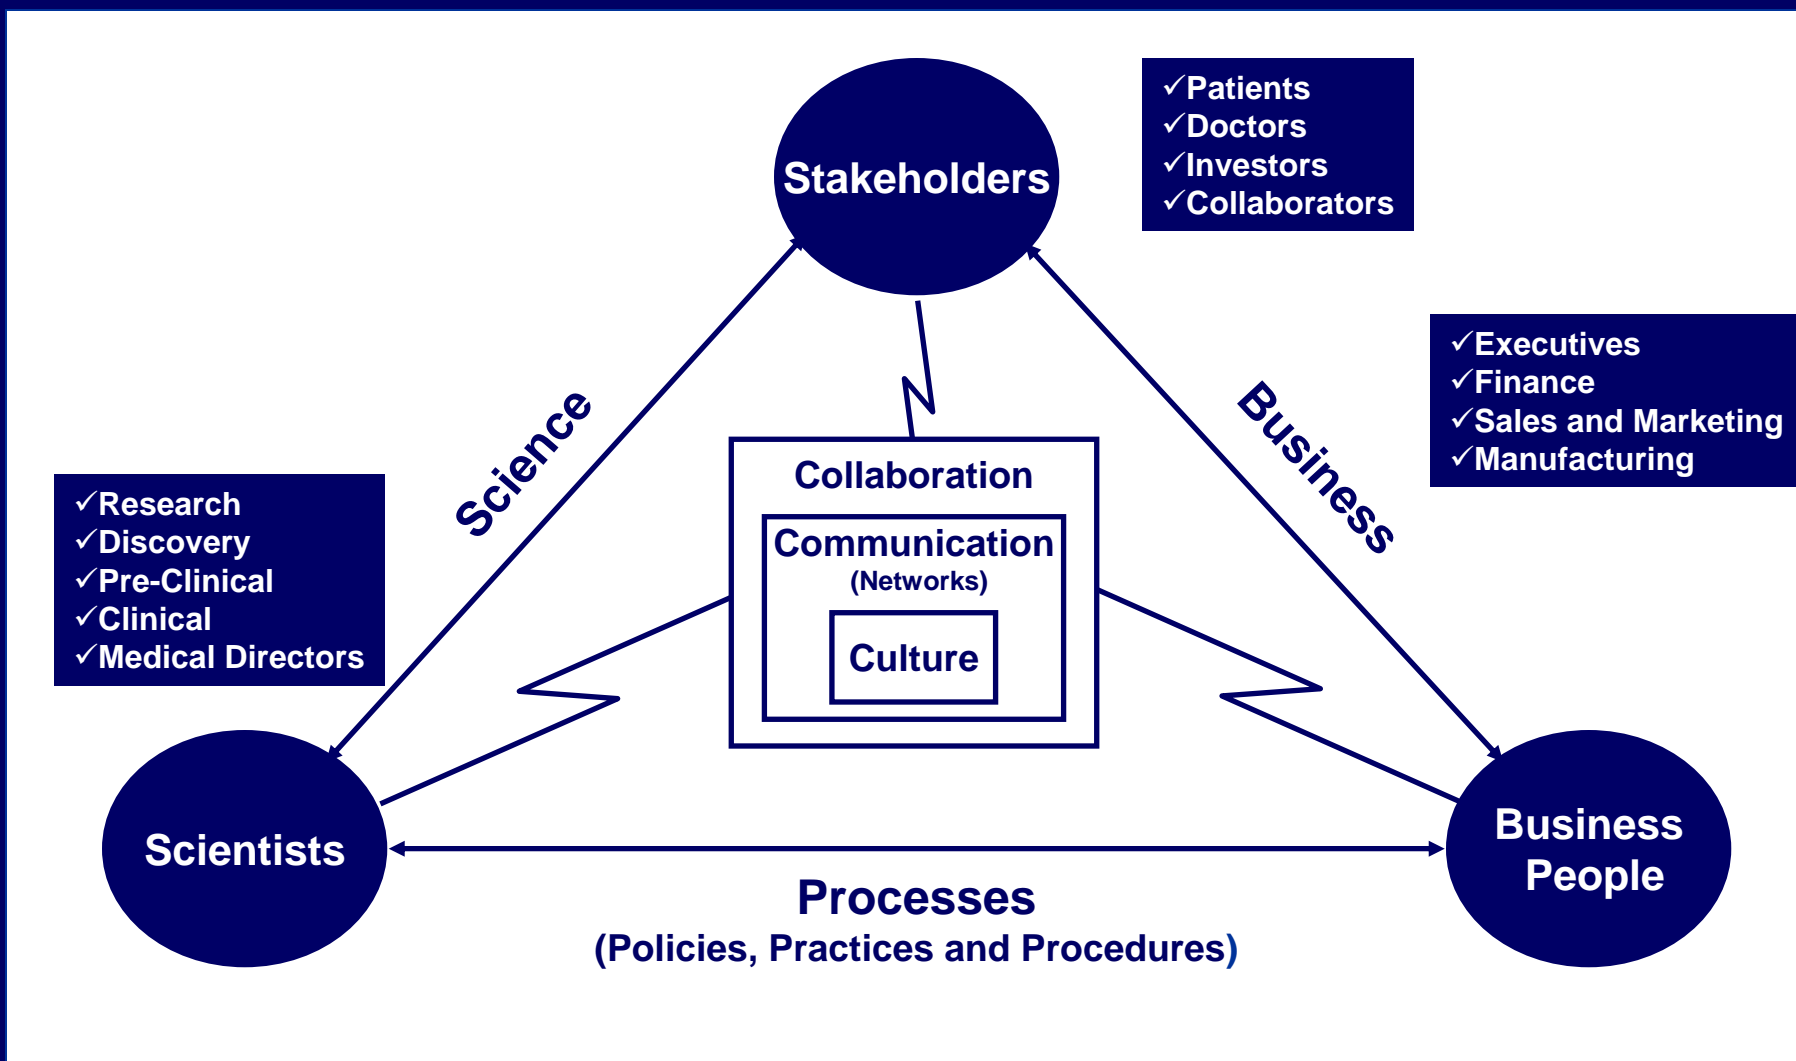 Stakeholders
✓Patients
✓Doctors
✓Investors
✓Collaborators
Science
Business
✓Executives
✓Finance
✓Sales and Marketing
✓Manufacturing
✓Research
✓Discovery
✓Pre-Clinical
✓Clinical
✓Medical Directors
Collaboration
Communication
(Networks)
Culture
Scientists
Business
People
Processes
(Policies, Practices and Procedures)